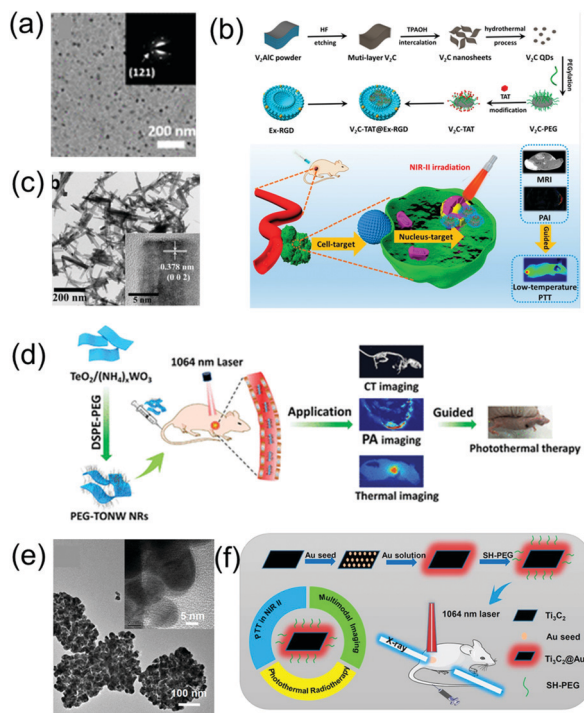 (a)
(121)
200 nm
(b)
HF
etching
TPAOH
intercalation
hydrothermal
process
V₂AlC powder
Muti-layer V₂C
V₂C nanosheets
V₂C QDs
PEGylation
TAT
modification
Ex-RGD
V₂C-TAT@Ex-RGD
V₂C-TAT
V₂C-PEG
NIR-II irradiation
MRI
PAI
Cell-target
Nucleus-target
Guided
Low-temperature
PTT
(c)
b
0.378 nm
(0 0 2)
200 nm
5 nm
(d)
TeO₂/(NH₄)ₓWO₃
DSPE-PEG
PEG-TONW NRs
1064 nm Laser
Application
CT imaging
PA imaging
Thermal imaging
Guided
Photothermal therapy
(e)
5 nm
100 nm
(f)
Au seed
Au solution
SH-PEG
PTT in NIR II
Multimodal Imaging
Photothermal Radiotherapy
1064 nm laser
X-ray
Ti₃C₂
Au seed
Ti₃C₂@Au
SH-PEG